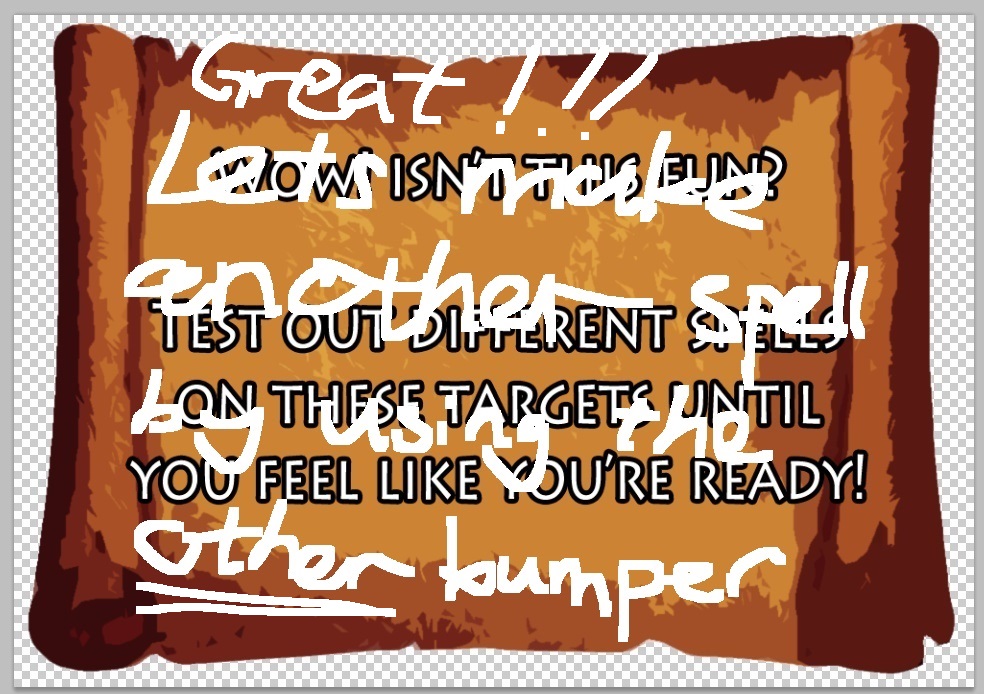 Great!!!
WOW! ISN'T THIS FUN?
Lets make
another spell
TEST OUT DIFFERENT SPELLS
ON THESE TARGETS UNTIL
by using the
YOU FEEL LIKE YOU'RE READY!
other bumper